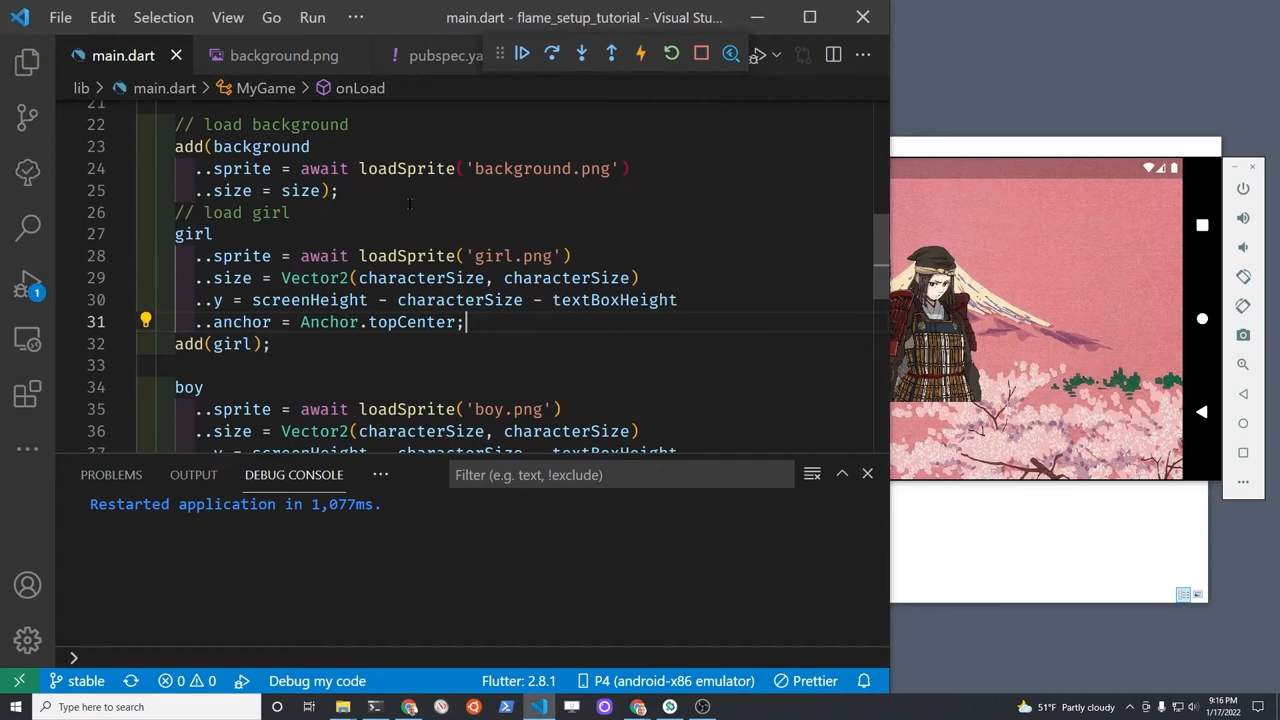 File Edit Selection View Go Run ··· main.dart - flame_setup_tutorial - Visual Stu...
main.dart background.png pubspec.ya
lib > main.dart > MyGame > onLoad
21
22 // load background
23 add(background
24 ..sprite = await loadSprite('background.png')
25 ..size = size);
26 // load girl
27 girl
28 ..sprite = await loadSprite('girl.png')
29 ..size = Vector2(characterSize, characterSize)
30 ..y = screenHeight - characterSize - textBoxHeight
31 ..anchor = Anchor.topCenter;
32 add(girl);
33
34 boy
35 ..sprite = await loadSprite('boy.png')
36 ..size = Vector2(characterSize, characterSize)
37 ..y = screenHeight - characterSize - textBoxHeight
1
PROBLEMS OUTPUT DEBUG CONSOLE ··· Filter (e.g. text, !exclude)
Restarted application in 1,077ms.
stable 0 0 Debug my code Flutter: 2.8.1 P4 (android-x86 emulator) Prettier
Type here to search 51°F Partly cloudy 9:16 PM
1/17/2022